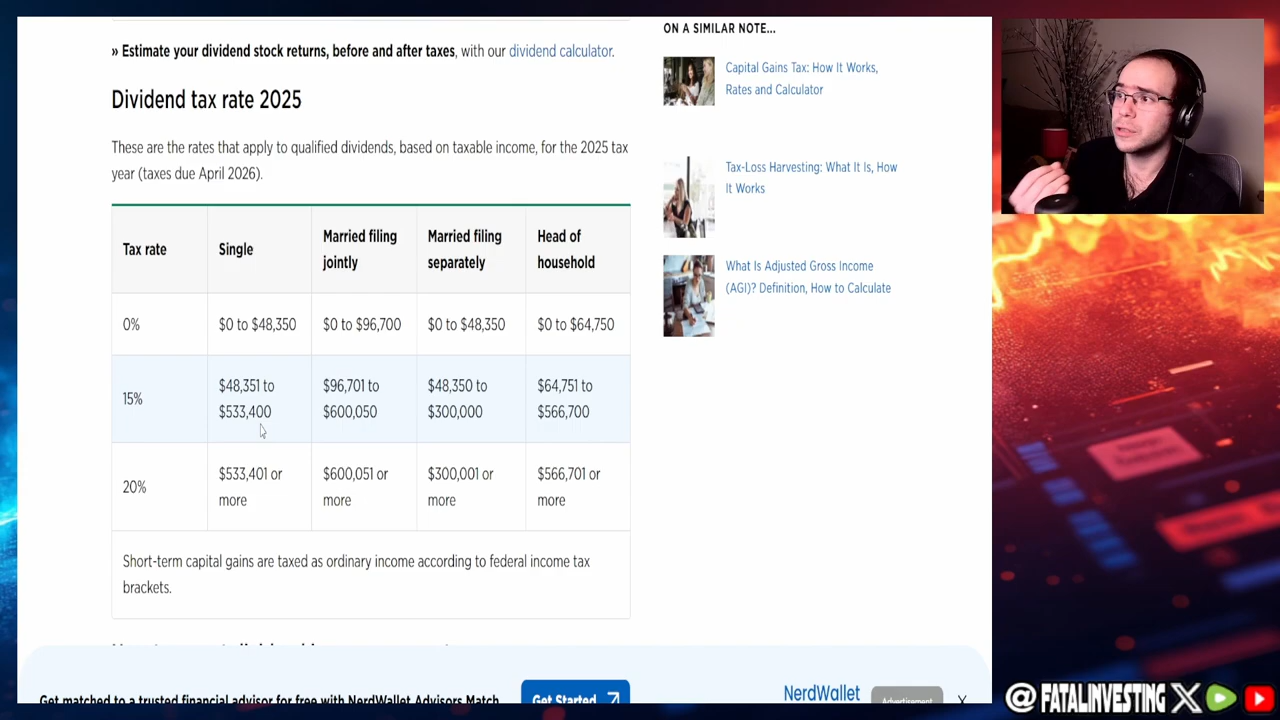 » Estimate your dividend stock returns, before and after taxes, with our dividend calculator.
Dividend tax rate 2025
These are the rates that apply to qualified dividends, based on taxable income, for the 2025 tax
year (taxes due April 2026).
Tax rate
Single
Married filing
jointly
Married filing
separately
Head of
household
0%
$0 to $48,350
$0 to $96,700
$0 to $48,350
$0 to $64,750
15%
$48,351 to
$533,400
$96,701 to
$600,050
$48,350 to
$300,000
$64,751 to
$566,700
20%
$533,401 or
more
$600,051 or
more
$300,001 or
more
$566,701 or
more
Short-term capital gains are taxed as ordinary income according to federal income tax
brackets.
ON A SIMILAR NOTE...
Capital Gains Tax: How It Works,
Rates and Calculator
Tax-Loss Harvesting: What It Is, How
It Works
What Is Adjusted Gross Income
(AGI)? Definition, How to Calculate
Get matched to a trusted financial advisor for free with NerdWallet Advisors Match
Get Started
NerdWallet
Advertisement
X
@FATALINVESTING